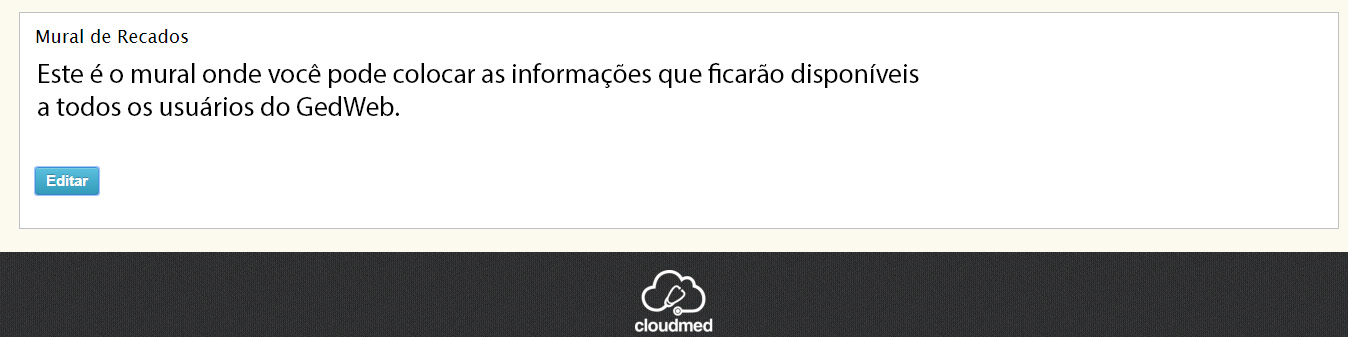 Mural de Recados
Este é o mural onde você pode colocar as informações que ficarão disponíveis
a todos os usuários do GedWeb.
Editar
cloudmed